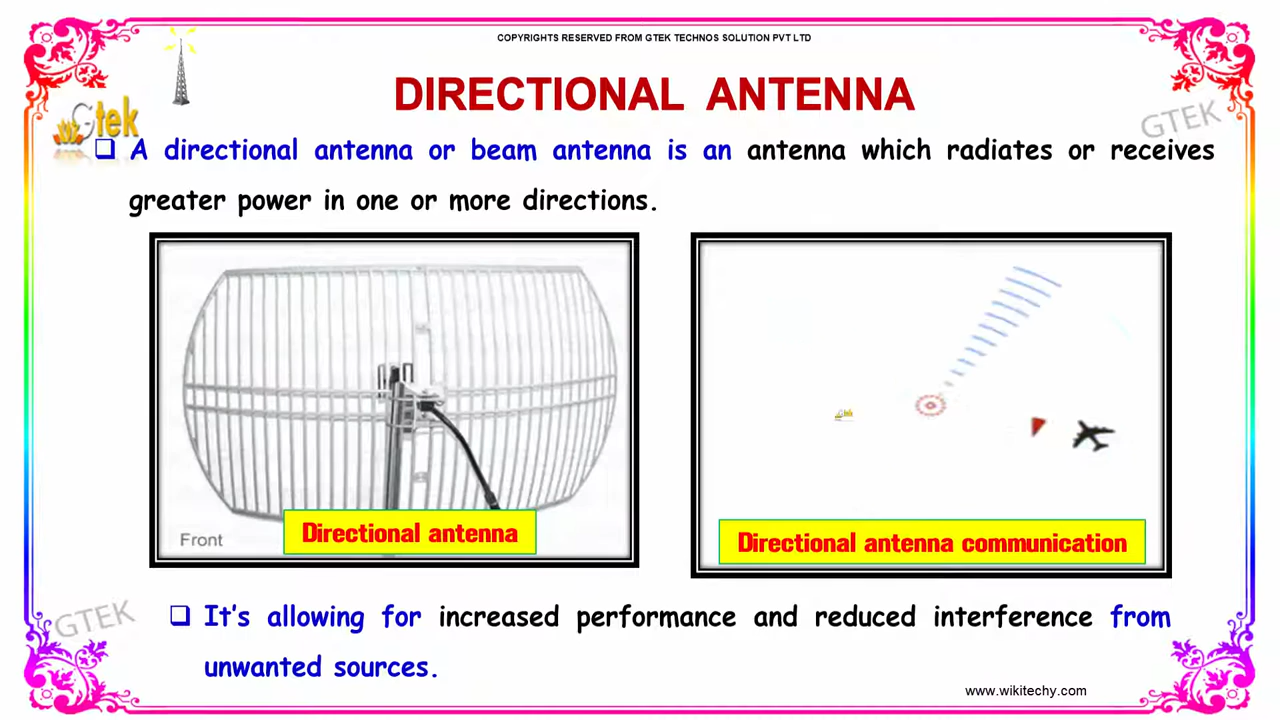 COPYRIGHTS RESERVED FROM GTEK TECHNOS SOLUTION PVT LTD
DIRECTIONAL ANTENNA
Gtek
GTEK
❑ A directional antenna or beam antenna is an antenna which radiates or receives
greater power in one or more directions.
Front
Directional antenna
Gtek
Directional antenna communication
GTEK
❑ It's allowing for increased performance and reduced interference from
unwanted sources.
www.wikitechy.com